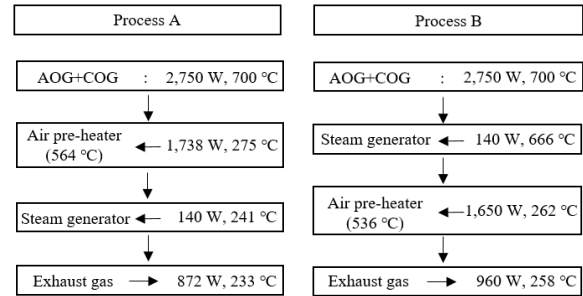 Process A
AOG+COG : 2,750 W, 700 ℃
Air pre-heater
(564 ℃)
1,738 W, 275 ℃
Steam generator
140 W, 241 ℃
Exhaust gas
872 W, 233 ℃
Process B
AOG+COG : 2,750 W, 700 ℃
Steam generator
140 W, 666 ℃
Air pre-heater
(536 ℃)
1,650 W, 262 ℃
Exhaust gas
960 W, 258 ℃